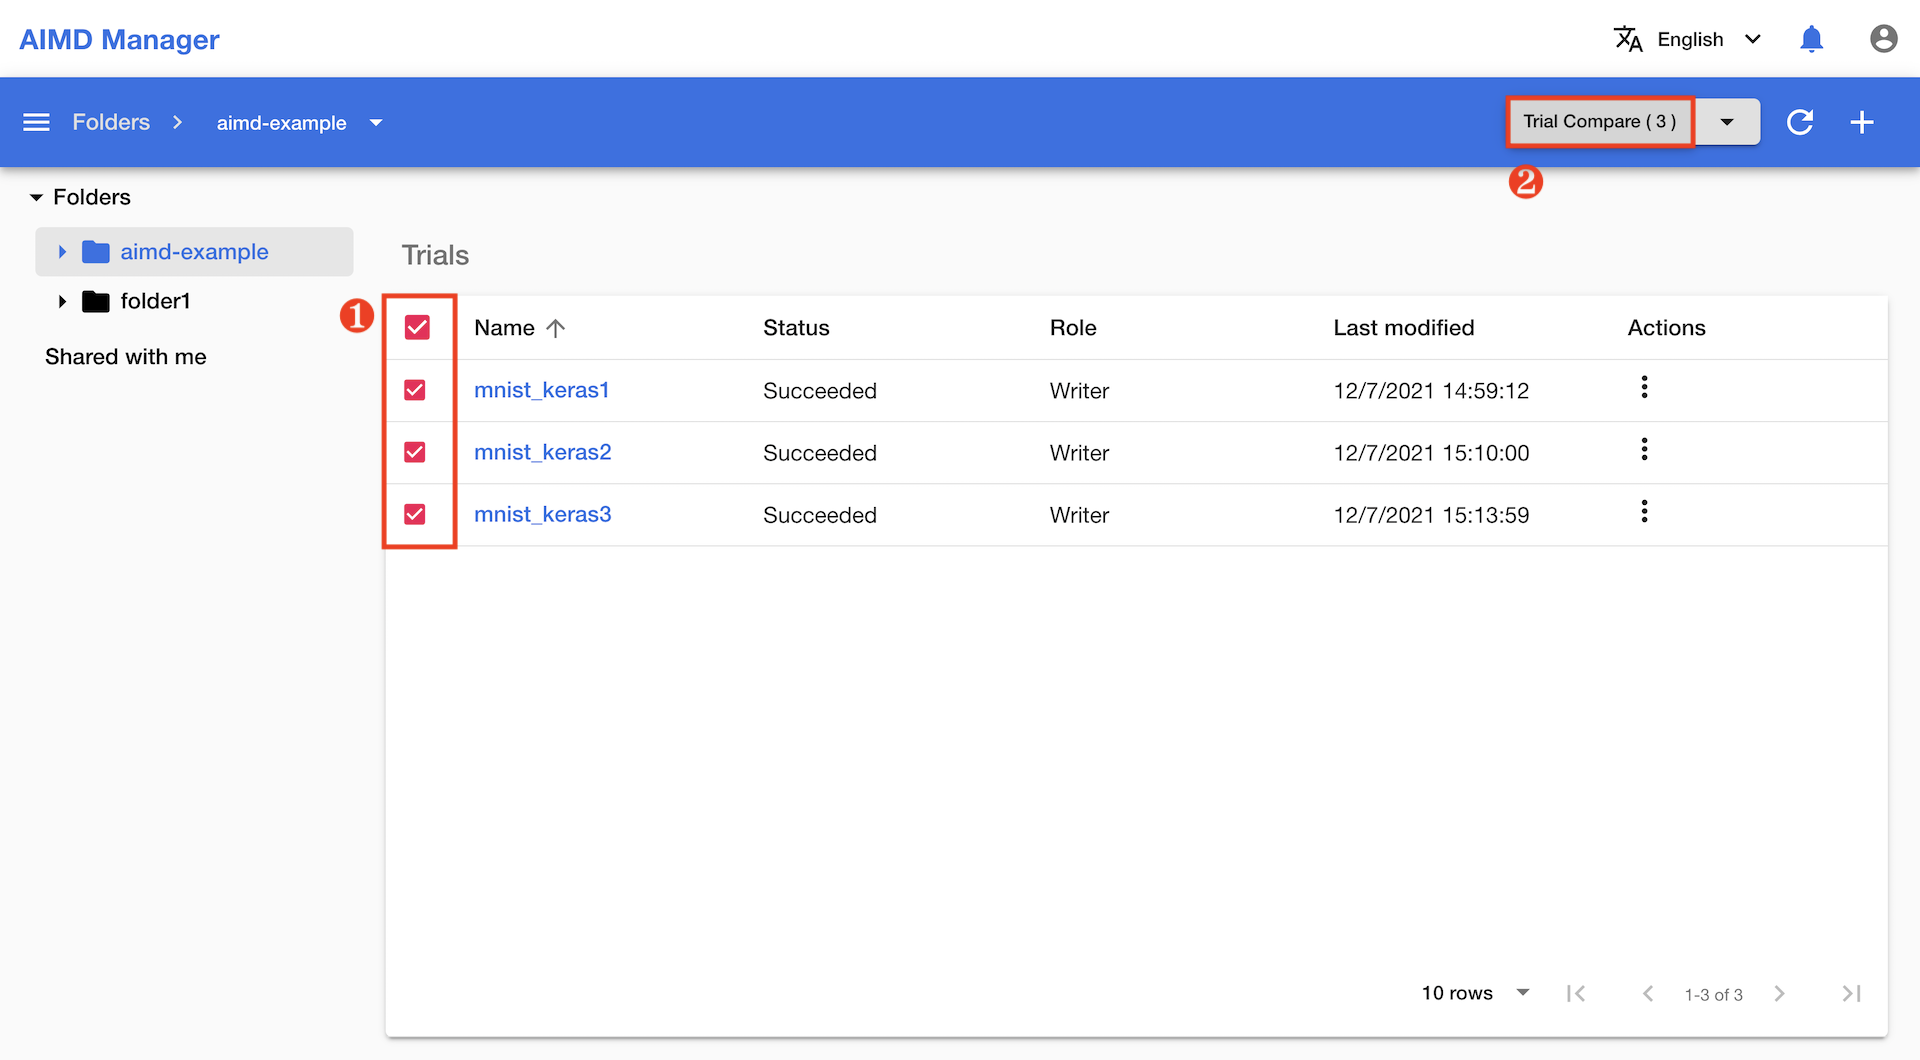 AIMD Manager
English
Folders
aimd-example
Trial Compare ( 3 )
2
Folders
aimd-example
folder1
Shared with me
Trials
1
Name Status Role Last modified Actions
mnist_keras1 Succeeded Writer 12/7/2021 14:59:12
mnist_keras2 Succeeded Writer 12/7/2021 15:10:00
mnist_keras3 Succeeded Writer 12/7/2021 15:13:59
10 rows 1-3 of 3